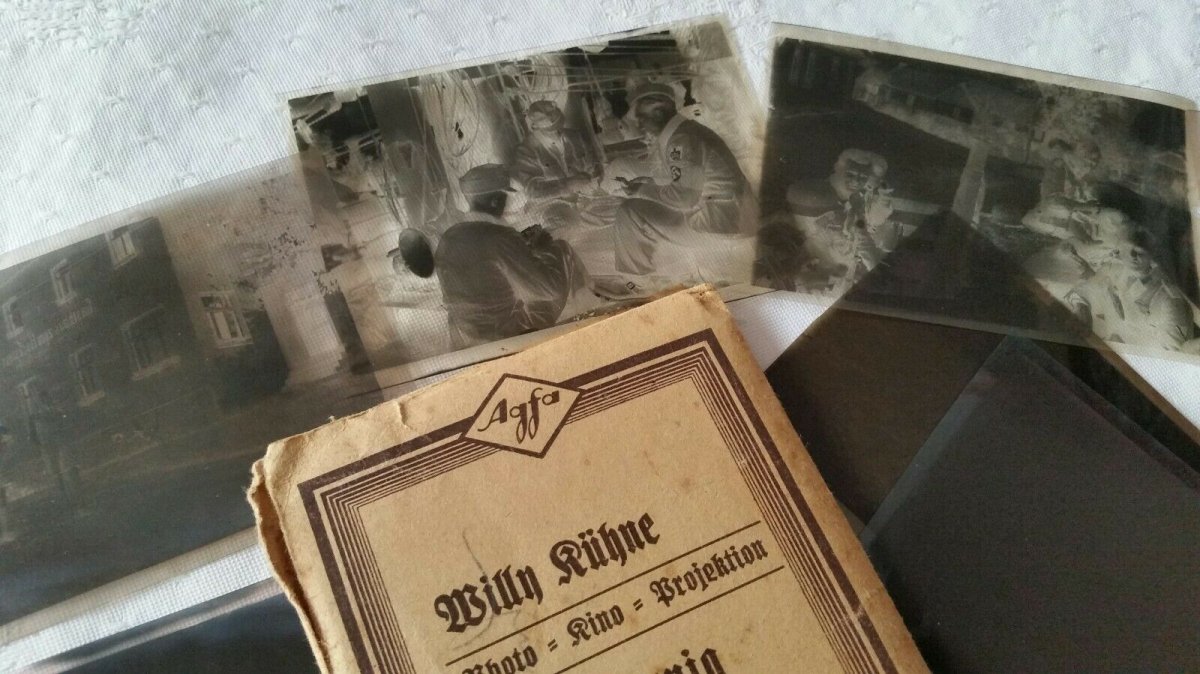 Agfa
Willy Kühne
Photo = Kino = Projektion